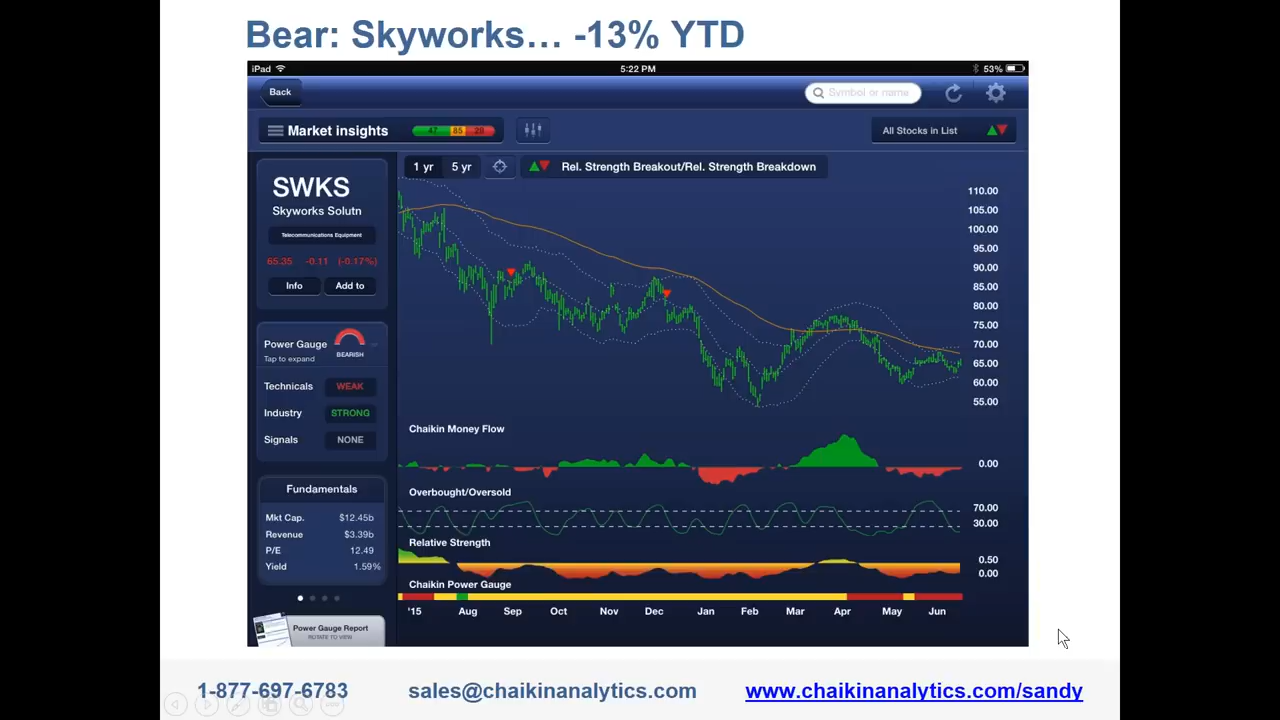 Bear: Skyworks... -13% YTD
iPad 5:22 PM 53%
Back Symbol or name
Market insights 47 85 28 All Stocks in List
1 yr 5 yr Rel. Strength Breakout/Rel. Strength Breakdown
SWKS
Skyworks Solutn
Telecommunications Equipment
65.35 -0.11 (-0.17%)
Info Add to
Power Gauge
Tap to expand BEARISH
Technicals WEAK
Industry STRONG
Signals NONE
Fundamentals
Mkt Cap. $12.45b
Revenue $3.39b
P/E 12.49
Yield 1.59%
Power Gauge Report
ROTATE TO VIEW
110.00
105.00
100.00
95.00
90.00
85.00
80.00
75.00
70.00
65.00
60.00
55.00
Chaikin Money Flow
0.00
Overbought/Oversold
70.00
30.00
Relative Strength
0.50
0.00
Chaikin Power Gauge
'15 Aug Sep Oct Nov Dec Jan Feb Mar Apr May Jun
1-877-697-6783 sales@chaikinanalytics.com www.chaikinanalytics.com/sandy